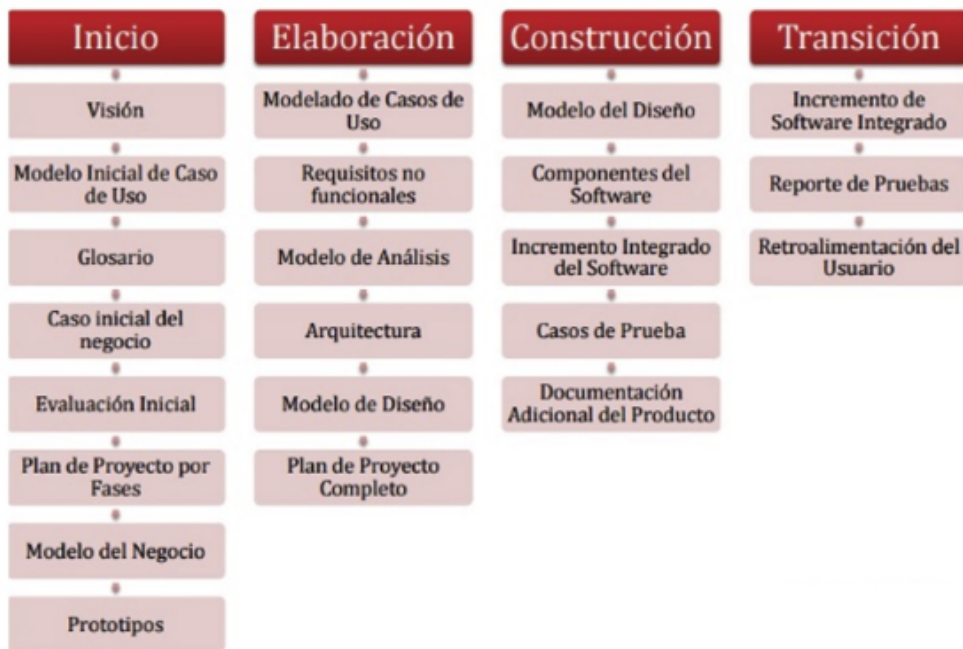 Inicio
Visión
Modelo Inicial de Caso
de Uso
Glosario
Caso inicial del
negocio
Evaluación Inicial
Plan de Proyecto por
Fases
Modelo del Negocio
Prototipos
Elaboración
Modelado de Casos de
Uso
Requisitos no
funcionales
Modelo de Análisis
Arquitectura
Modelo de Diseño
Plan de Proyecto
Completo
Construcción
Modelo del Diseño
Componentes del
Software
Incremento Integrado
del Software
Casos de Prueba
Documentación
Adicional del Producto
Transición
Incremento de
Software Integrado
Reporte de Pruebas
Retroalimentación del
Usuario